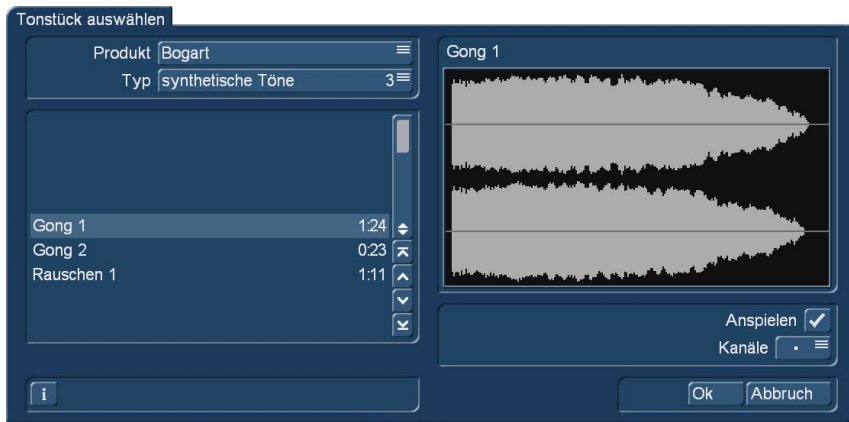 Tonstück auswählen
Produkt Bogart
Typ synthetische Töne 3
Gong 1 1:24
Gong 2 0:23
Rauschen 1 1:11
i
Gong 1
Anspielen
Kanäle
Ok Abbruch